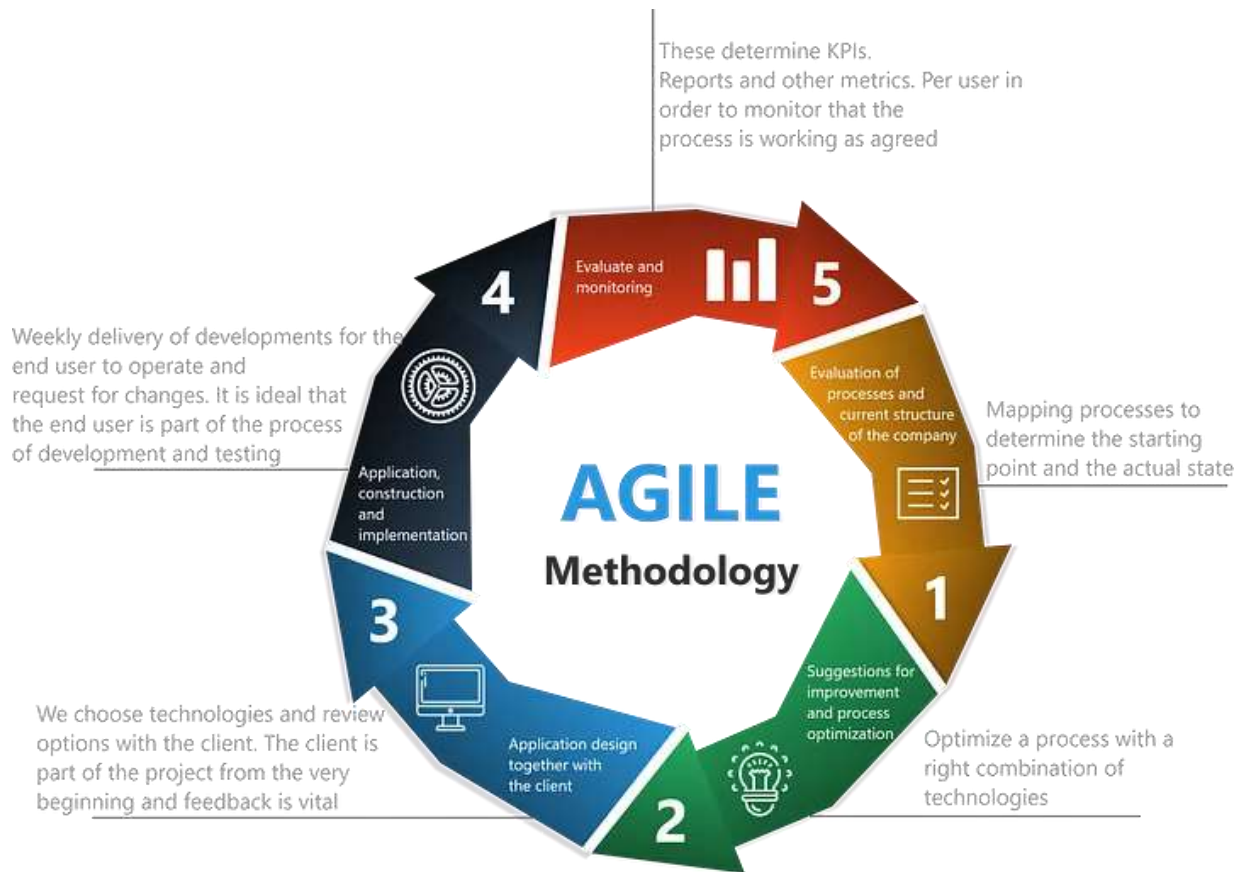 These determine KPIs.
Reports and other metrics. Per user in
order to monitor that the
process is working as agreed
4
Evaluate and
monitoring
5
Weekly delivery of developments for the
end user to operate and
request for changes. It is ideal that
the end user is part of the process
of development and testing
Application,
construction
and
implementation
Evaluation of
processes and
current structure
of the company
Mapping processes to
determine the starting
point and the actual state
AGILE
Methodology
1
3
Suggestions for
improvement
and process
optimization
We choose technologies and review
options with the client. The client is
part of the project from the very
beginning and feedback is vital
Application design
together with
the client
2
Optimize a process with a
right combination of
technologies